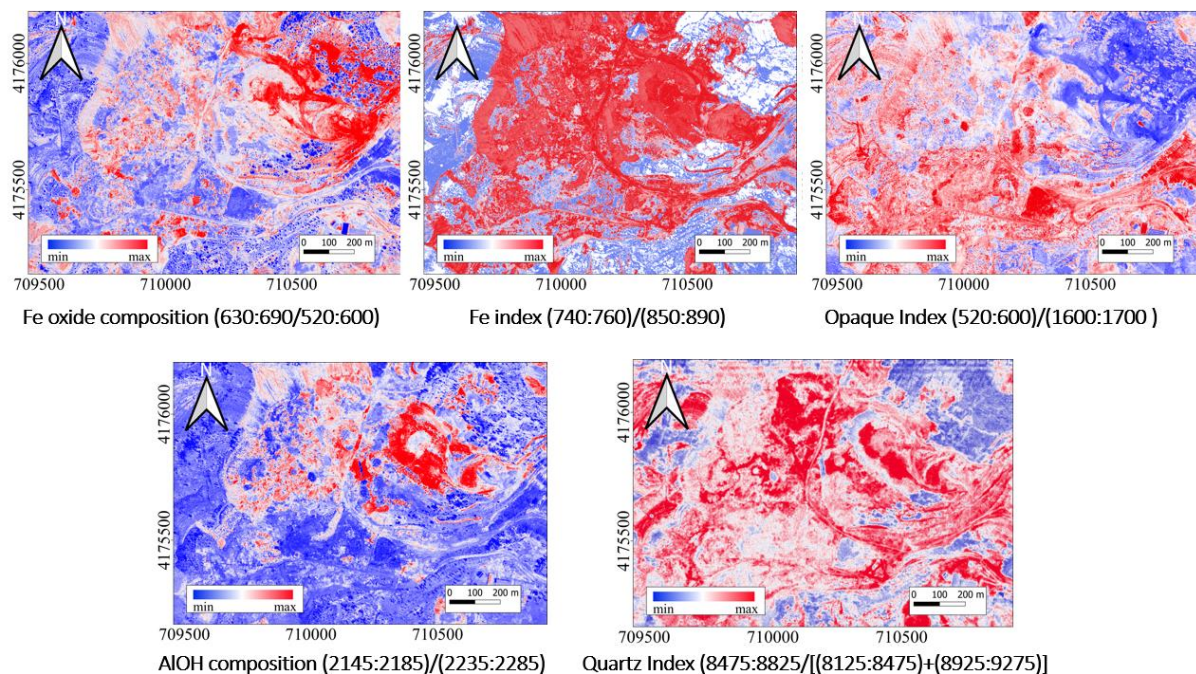 N
4176000
4175500
min max
0 100 200 m
709500 710000 710500
Fe oxide composition (630:690/520:600)
N
4176000
4175500
min max
0 100 200 m
709500 710000 710500
Fe index (740:760)/(850:890)
N
4176000
4175500
min max
0 100 200 m
709500 710000 710500
Opaque Index (520:600)/(1600:1700 )
N
4176000
4175500
min max
0 100 200 m
709500 710000 710500
AlOH composition (2145:2185)/(2235:2285)
N
4176000
4175500
min max
0 100 200 m
709500 710000 710500
Quartz Index (8475:8825/[(8125:8475)+(8925:9275)]